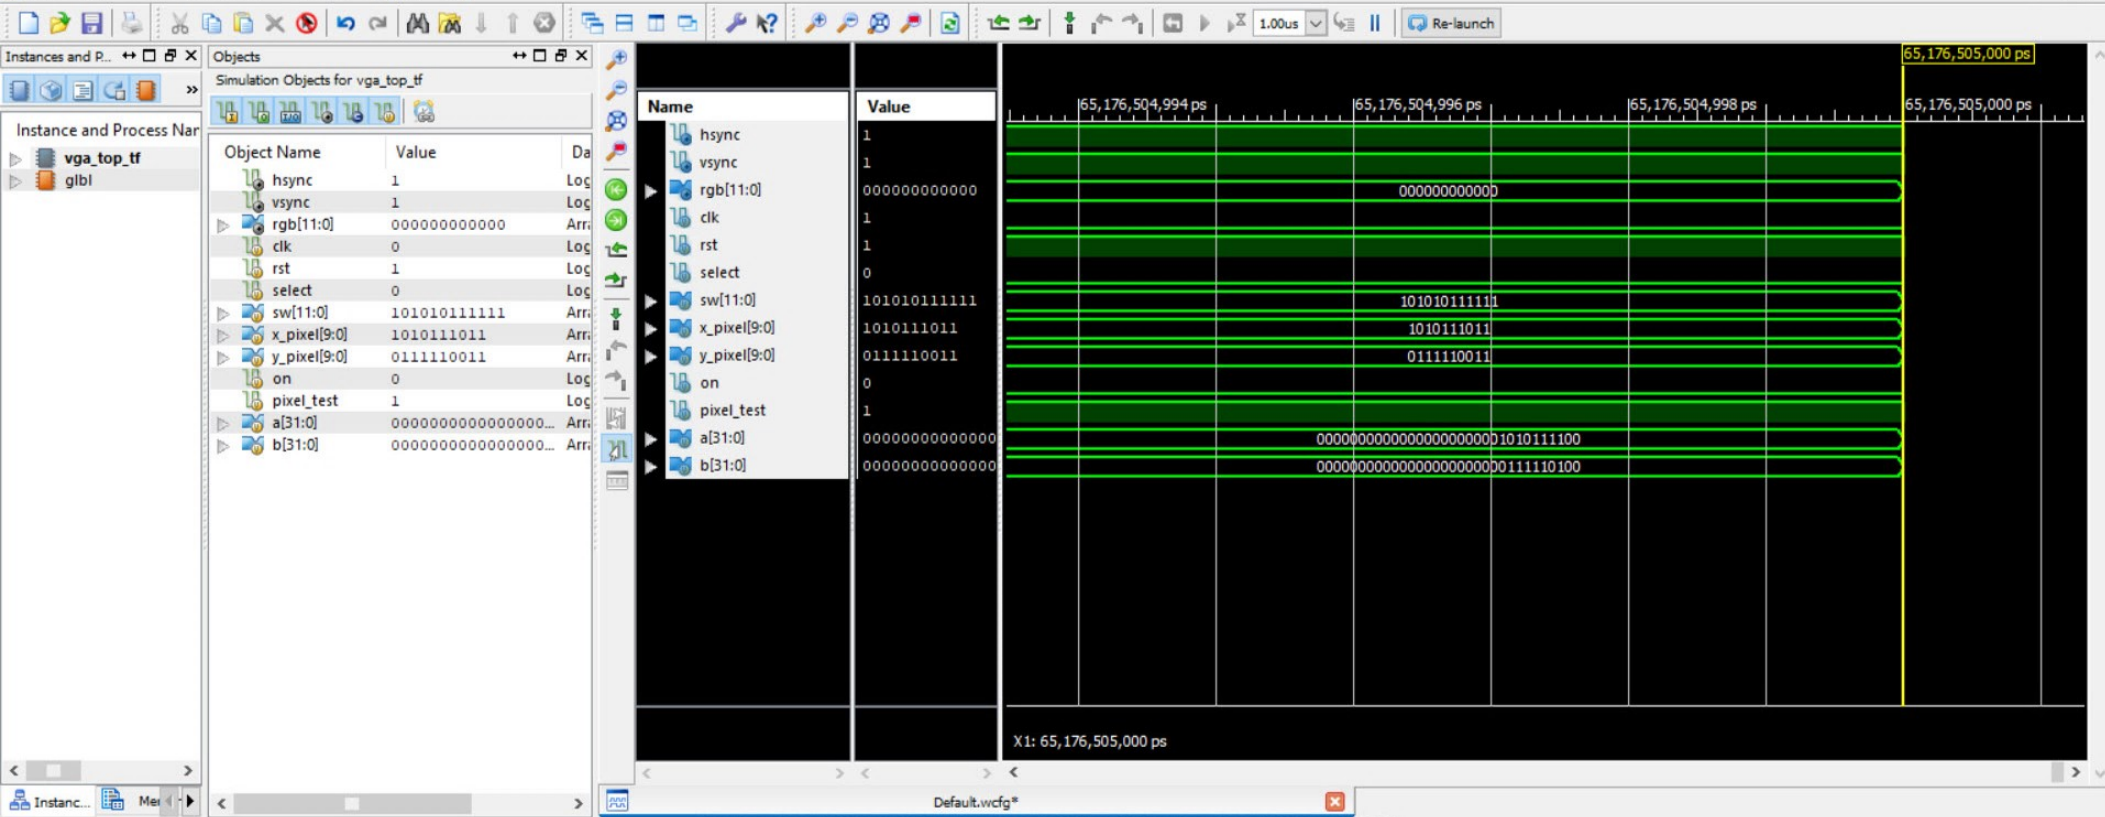 1.00us
Re-launch
Instances and P...
Objects
Simulation Objects for vga_top_tf
Instance and Process Nar
vga_top_tf
glbl
Object Name Value Da
hsync 1 Log
vsync 1 Log
rgb[11:0] 000000000000 Arra
clk 0 Log
rst 1 Log
select 0 Log
sw[11:0] 101010111111 Arra
x_pixel[9:0] 1010111011 Arra
y_pixel[9:0] 0111110011 Arra
on 0 Log
pixel_test 1 Log
a[31:0] 0000000000000000... Arra
b[31:0] 0000000000000000... Arra
Name Value
hsync 1
vsync 1
rgb[11:0] 000000000000
clk 1
rst 1
select 0
sw[11:0] 101010111111
x_pixel[9:0] 1010111011
y_pixel[9:0] 0111110011
on 0
pixel_test 1
a[31:0] 00000000000000
b[31:0] 00000000000000
65,176,505,000 ps
65,176,504,994 ps 65,176,504,996 ps 65,176,504,998 ps 65,176,505,000 ps
000000000000
101010111111
1010111011
0111110011
00000000000000000000001010111100
00000000000000000000000111110100
X1: 65,176,505,000 ps
Instanc...
Mei
Default.wcfg*